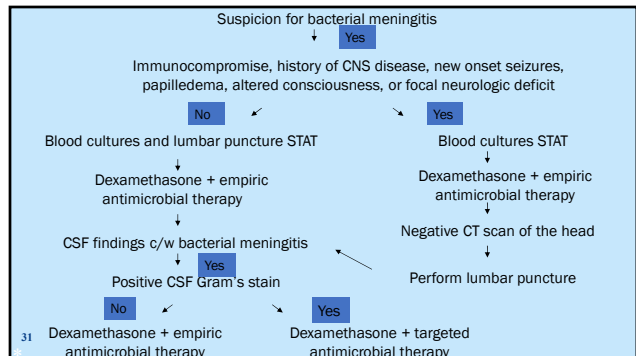 Suspicion for bacterial meningitis
Yes
Immunocompromise, history of CNS disease, new onset seizures,
papilledema, altered consciousness, or focal neurologic deficit
No
Yes
Blood cultures and lumbar puncture STAT
Blood cultures STAT
Dexamethasone + empiric
antimicrobial therapy
Dexamethasone + empiric
antimicrobial therapy
Negative CT scan of the head
CSF findings c/w bacterial meningitis
Yes
Perform lumbar puncture
Positive CSF Gram's stain
No
Yes
31
Dexamethasone + empiric
antimicrobial therapy
Dexamethasone + targeted
antimicrobial therapy